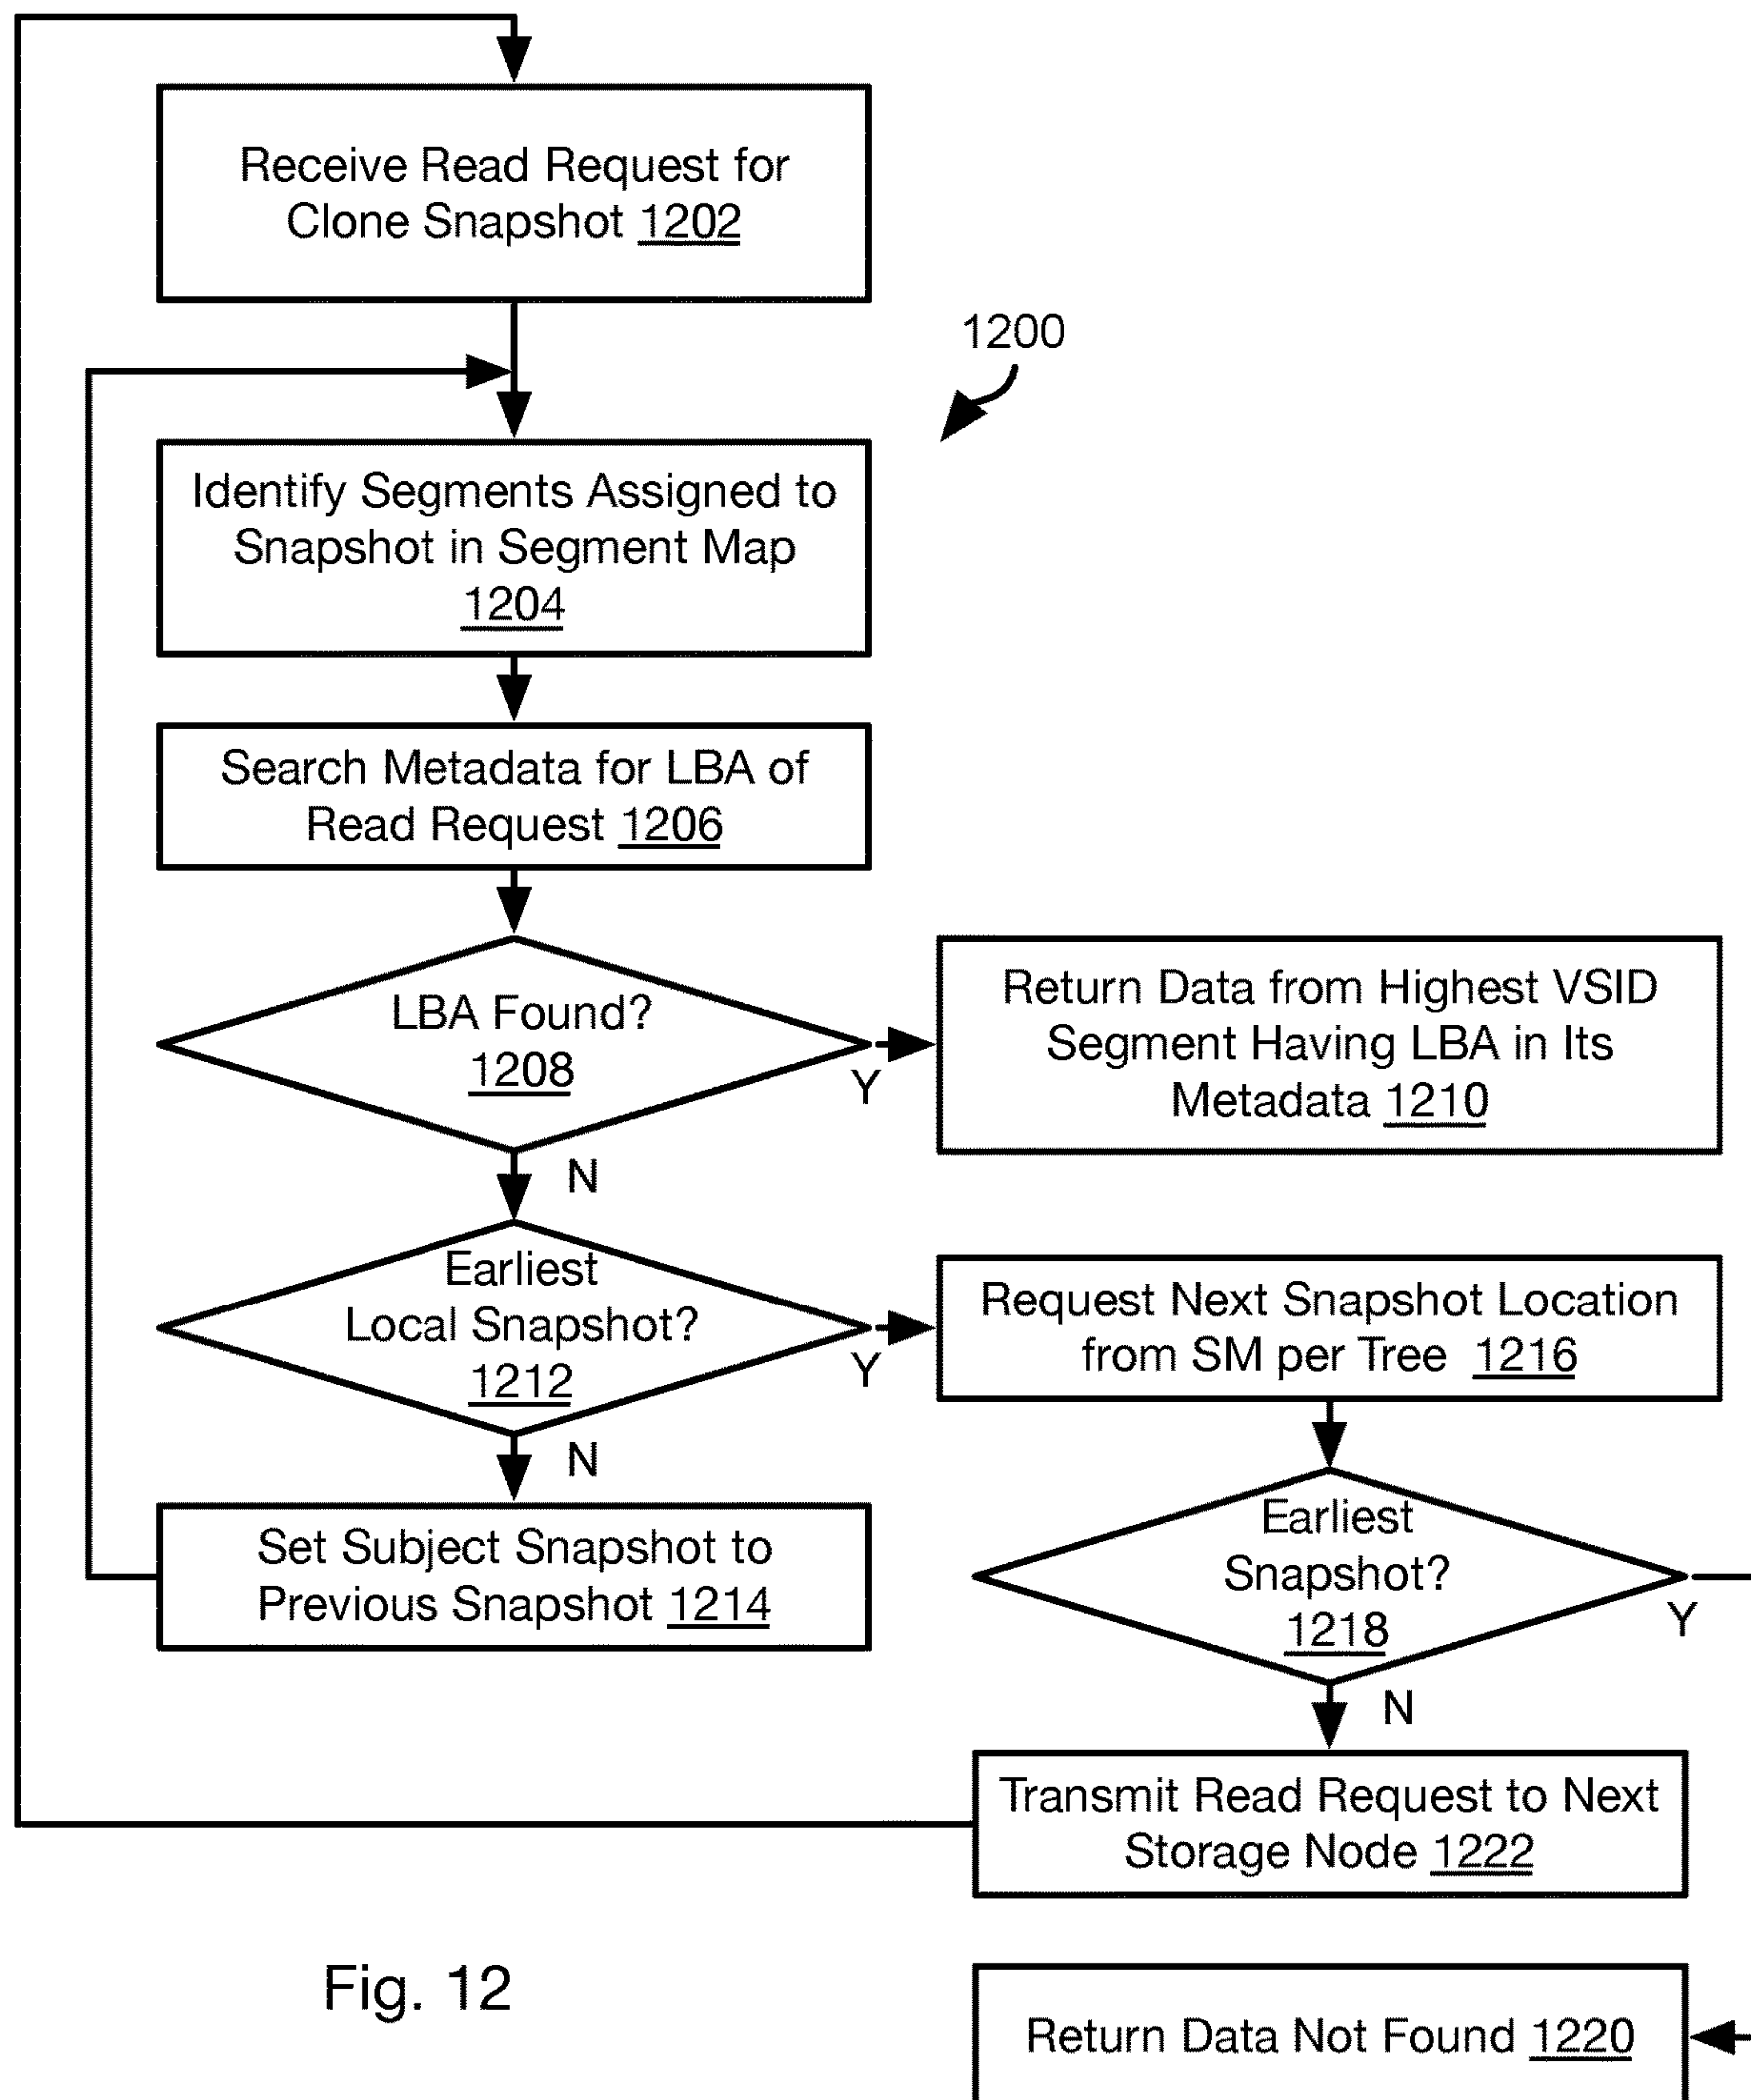 Receive Read Request for
Clone Snapshot 1202
1200
Identify Segments Assigned to
Snapshot in Segment Map
1204
Search Metadata for LBA of
Read Request 1206
LBA Found?
1208
Y
N
Return Data from Highest VSID
Segment Having LBA in Its
Metadata 1210
Earliest
Local Snapshot?
1212
Y
N
Request Next Snapshot Location
from SM per Tree 1216
Set Subject Snapshot to
Previous Snapshot 1214
Earliest
Snapshot?
1218
Y
N
Transmit Read Request to Next
Storage Node 1222
Return Data Not Found 1220
Fig. 12